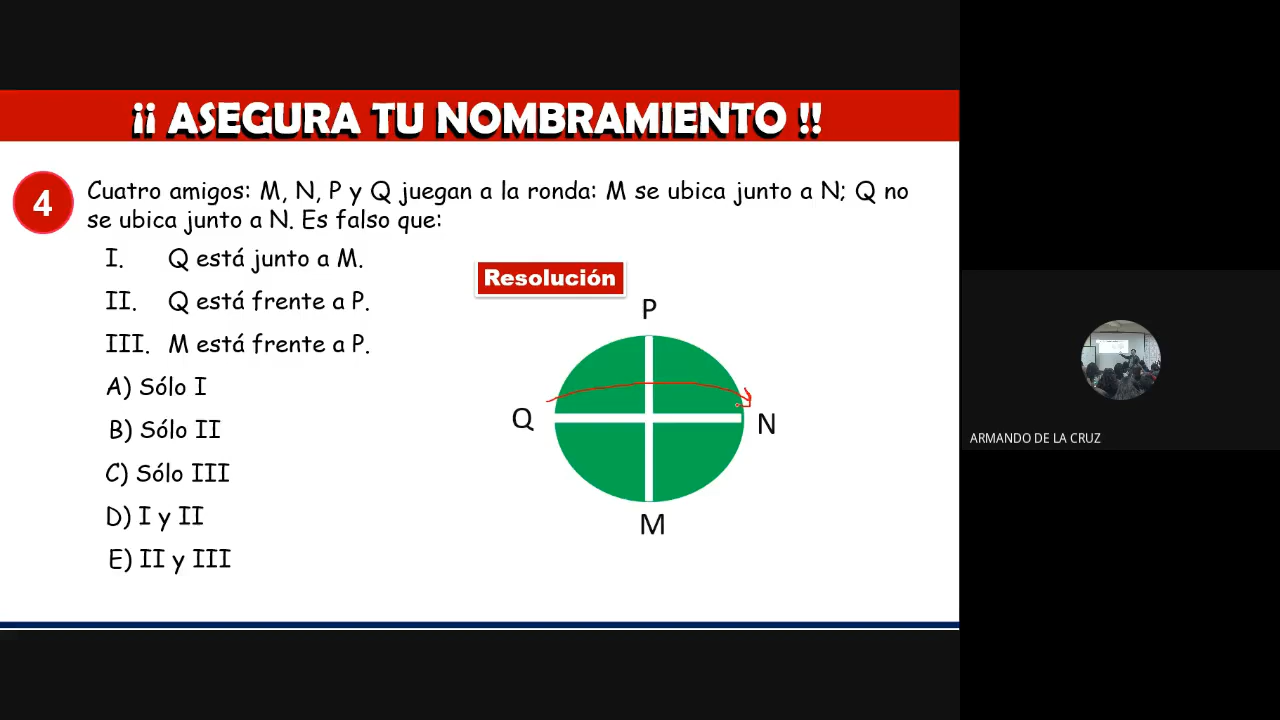 ¡¡ ASEGURA TU NOMBRAMIENTO !!
4
Cuatro amigos: M, N, P y Q juegan a la ronda: M se ubica junto a N; Q no
se ubica junto a N. Es falso que:
I. Q está junto a M.
II. Q está frente a P.
III. M está frente a P.
A) Sólo I
B) Sólo II
C) Sólo III
D) I y II
E) II y III
Resolución
P
Q
N
M
ARMANDO DE LA CRUZ